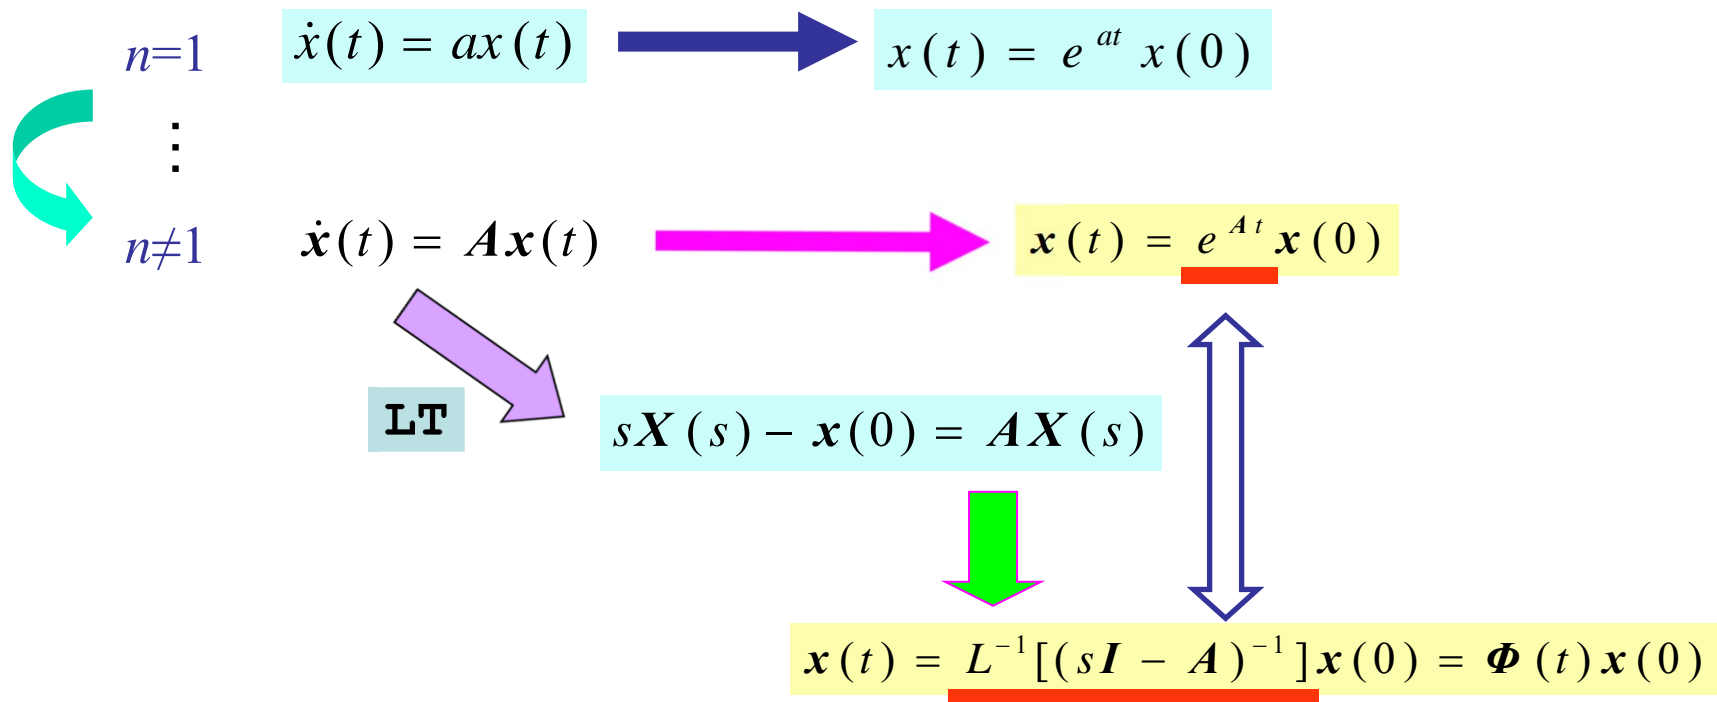 n=1 ẋ(t) = ax(t) x(t) = e^{at} x(0)
⋮
n≠1 ẋ(t) = Ax(t) x(t) = e^{At} x(0)
LT sX(s) − x(0) = AX(s)
x(t) = L⁻¹[(sI − A)⁻¹]x(0) = Φ(t)x(0)